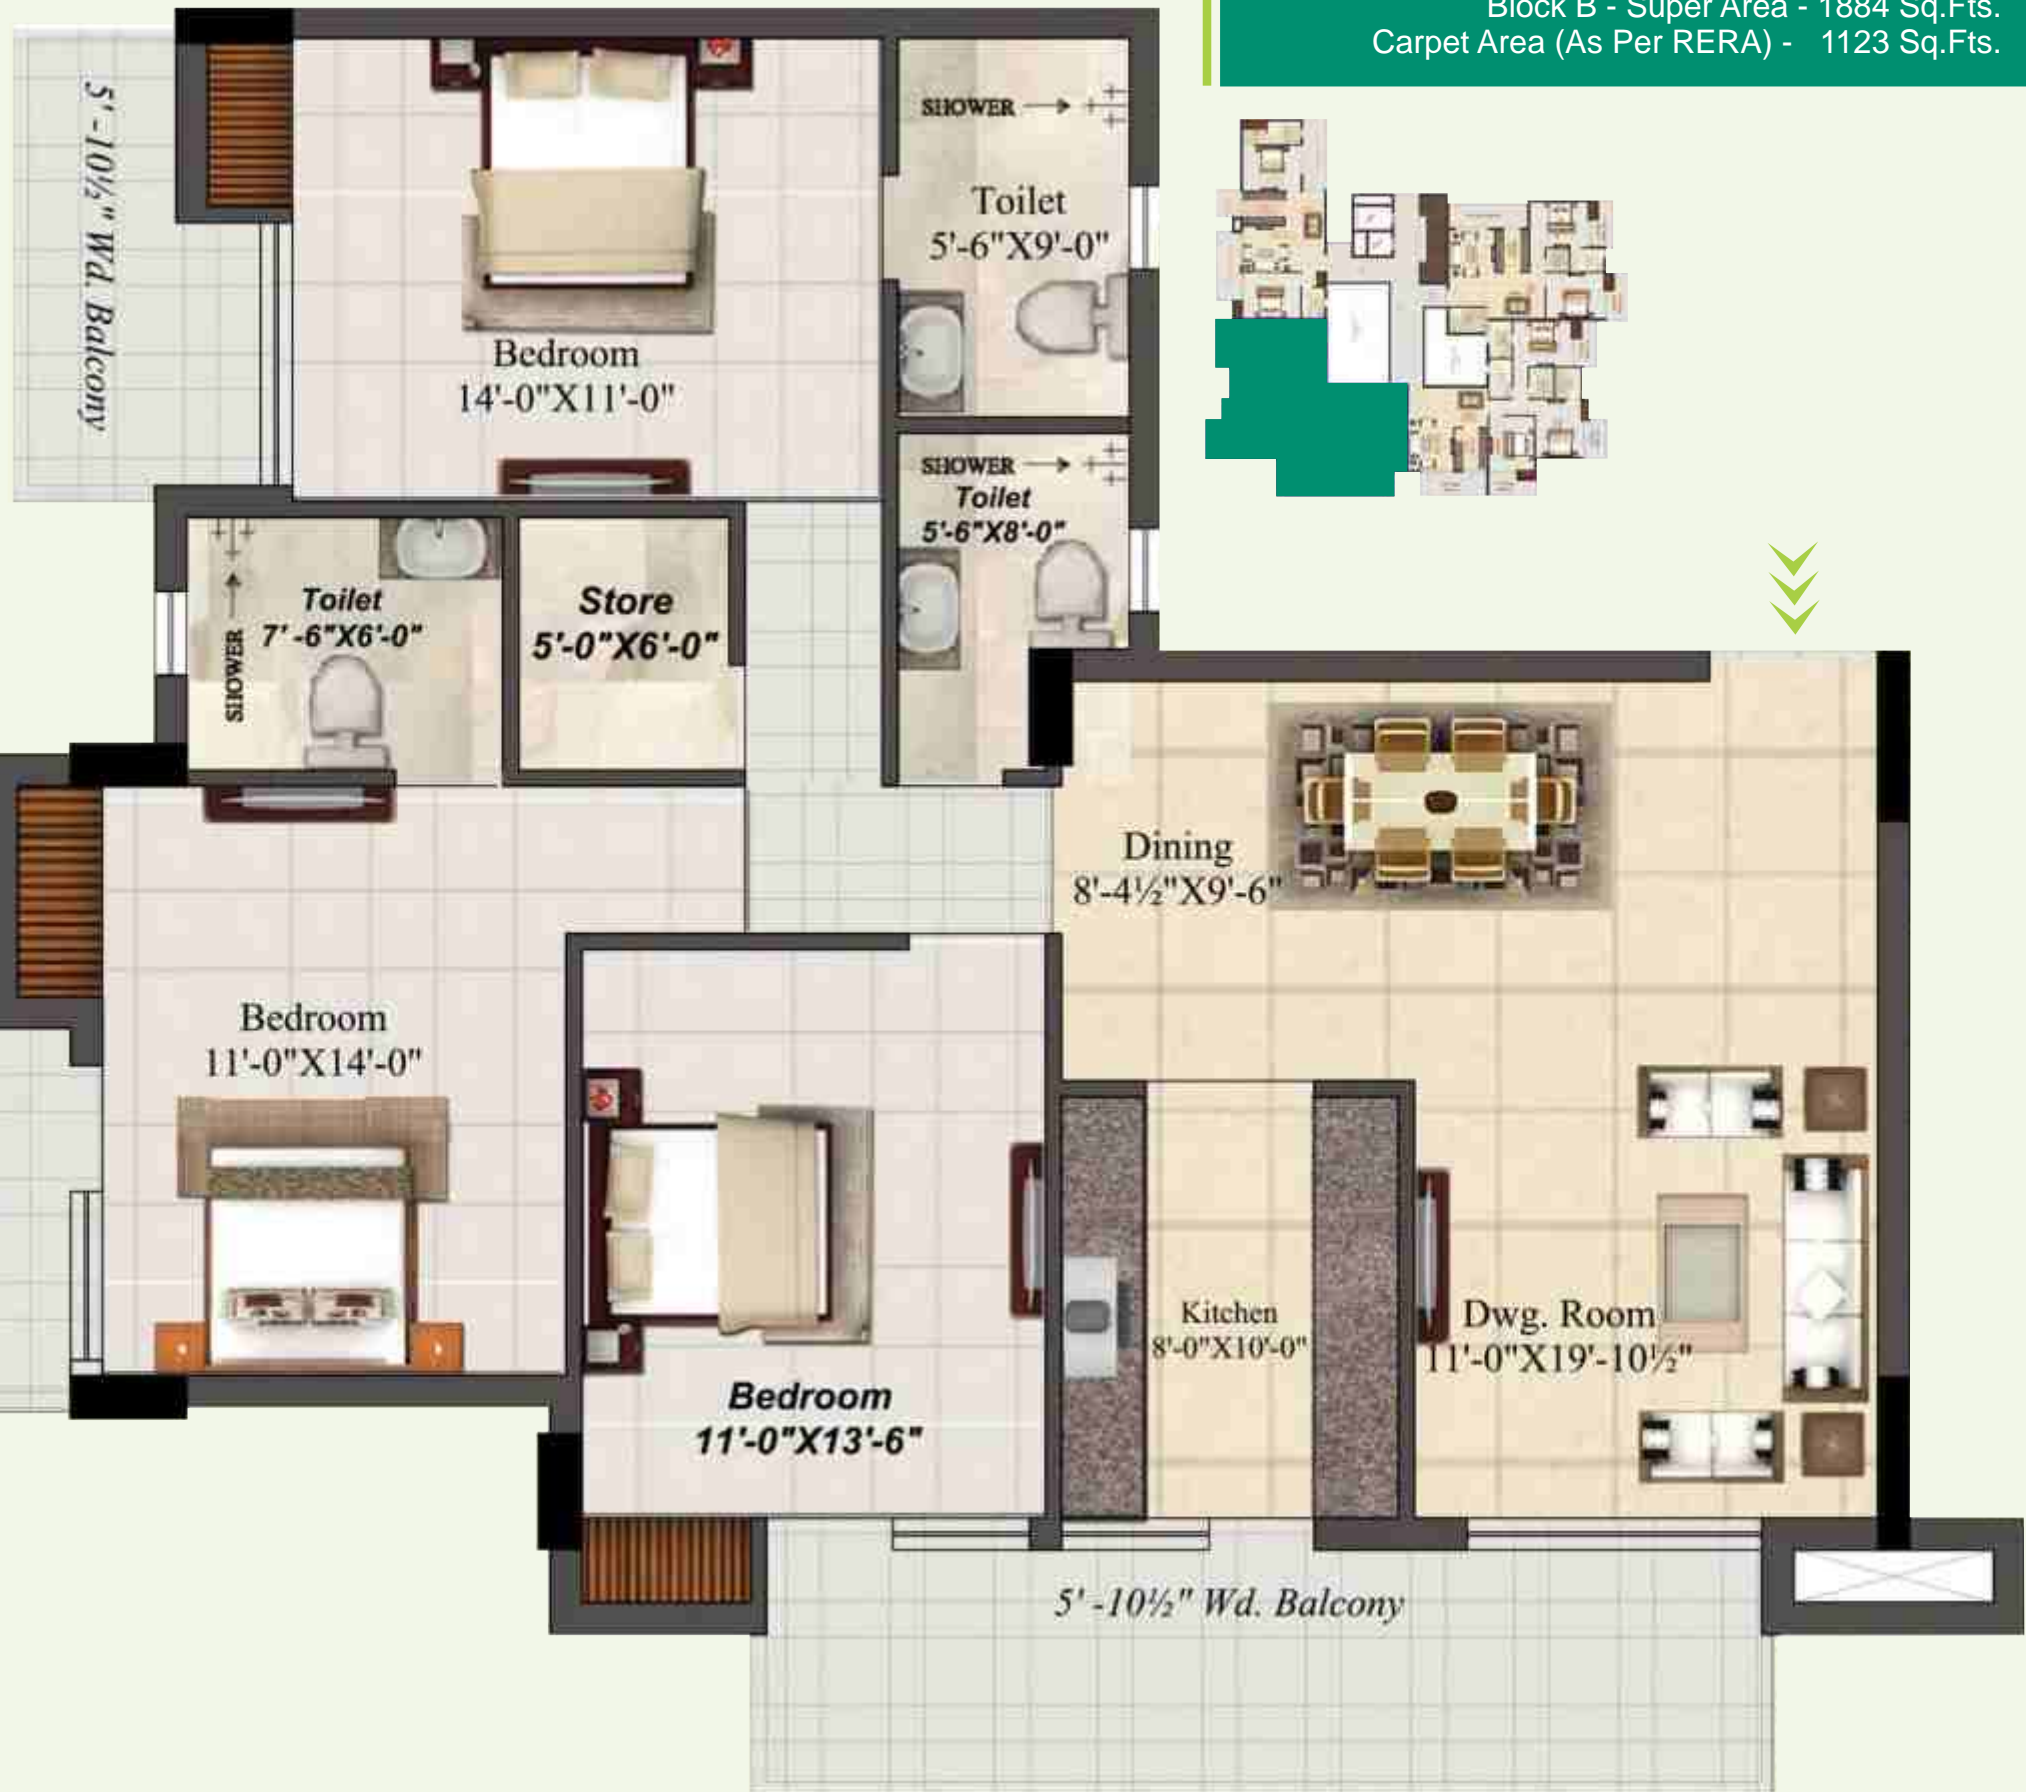 Block B - Super Area - 1884 Sq.Fts.
Carpet Area (As Per RERA) - 1123 Sq.Fts.
5' -10½" Wd. Balcony
SHOWER
Toilet
5'-6"X9'-0"
Bedroom
14'-0"X11'-0"
SHOWER
Toilet
5'-6"X8'-0"
SHOWER
Toilet
7' -6"X6'-0"
Store
5'-0"X6'-0"
Dining
8'-4½"X9'-6"
Bedroom
11'-0"X14'-0"
Bedroom
11'-0"X13'-6"
Kitchen
8'-0"X10'-0"
Dwg. Room
11'-0"X19'-10½"
5' -10½" Wd. Balcony